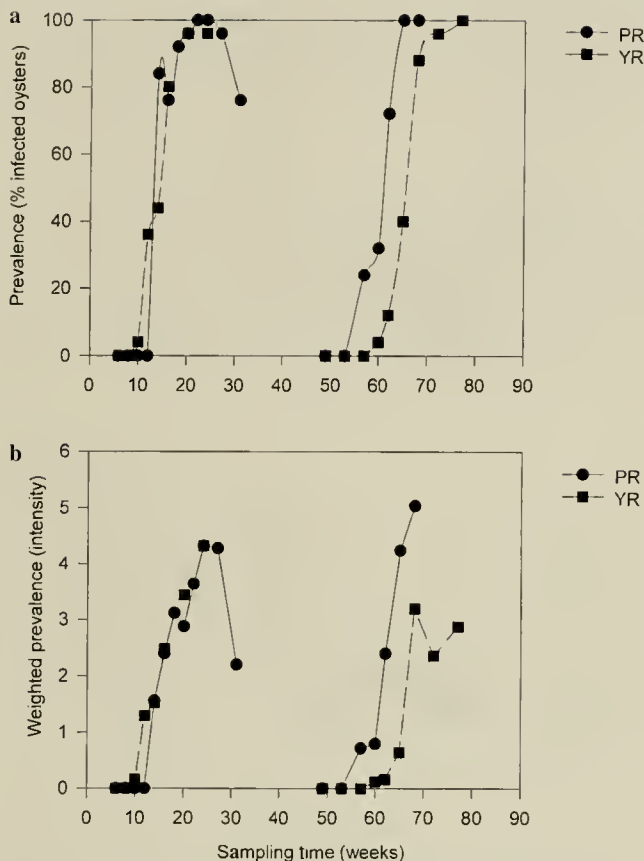 a
100
80
60
40
20
0
Prevalence (% infected oysters)
0 10 20 30 40 50 60 70 80 90
PR
YR
b
6
5
4
3
2
1
0
Weighted prevalence (intensity)
0 10 20 30 40 50 60 70 80 90
Sampling time (weeks)
PR
YR